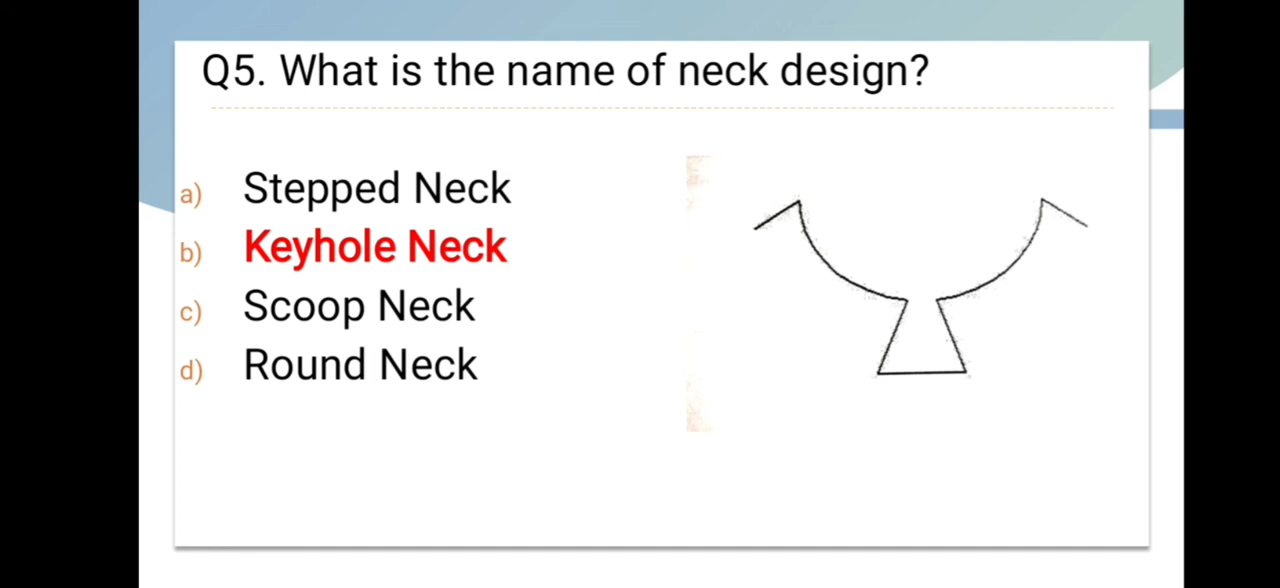 Q5. What is the name of neck design?
a) Stepped Neck
b) Keyhole Neck
c) Scoop Neck
d) Round Neck